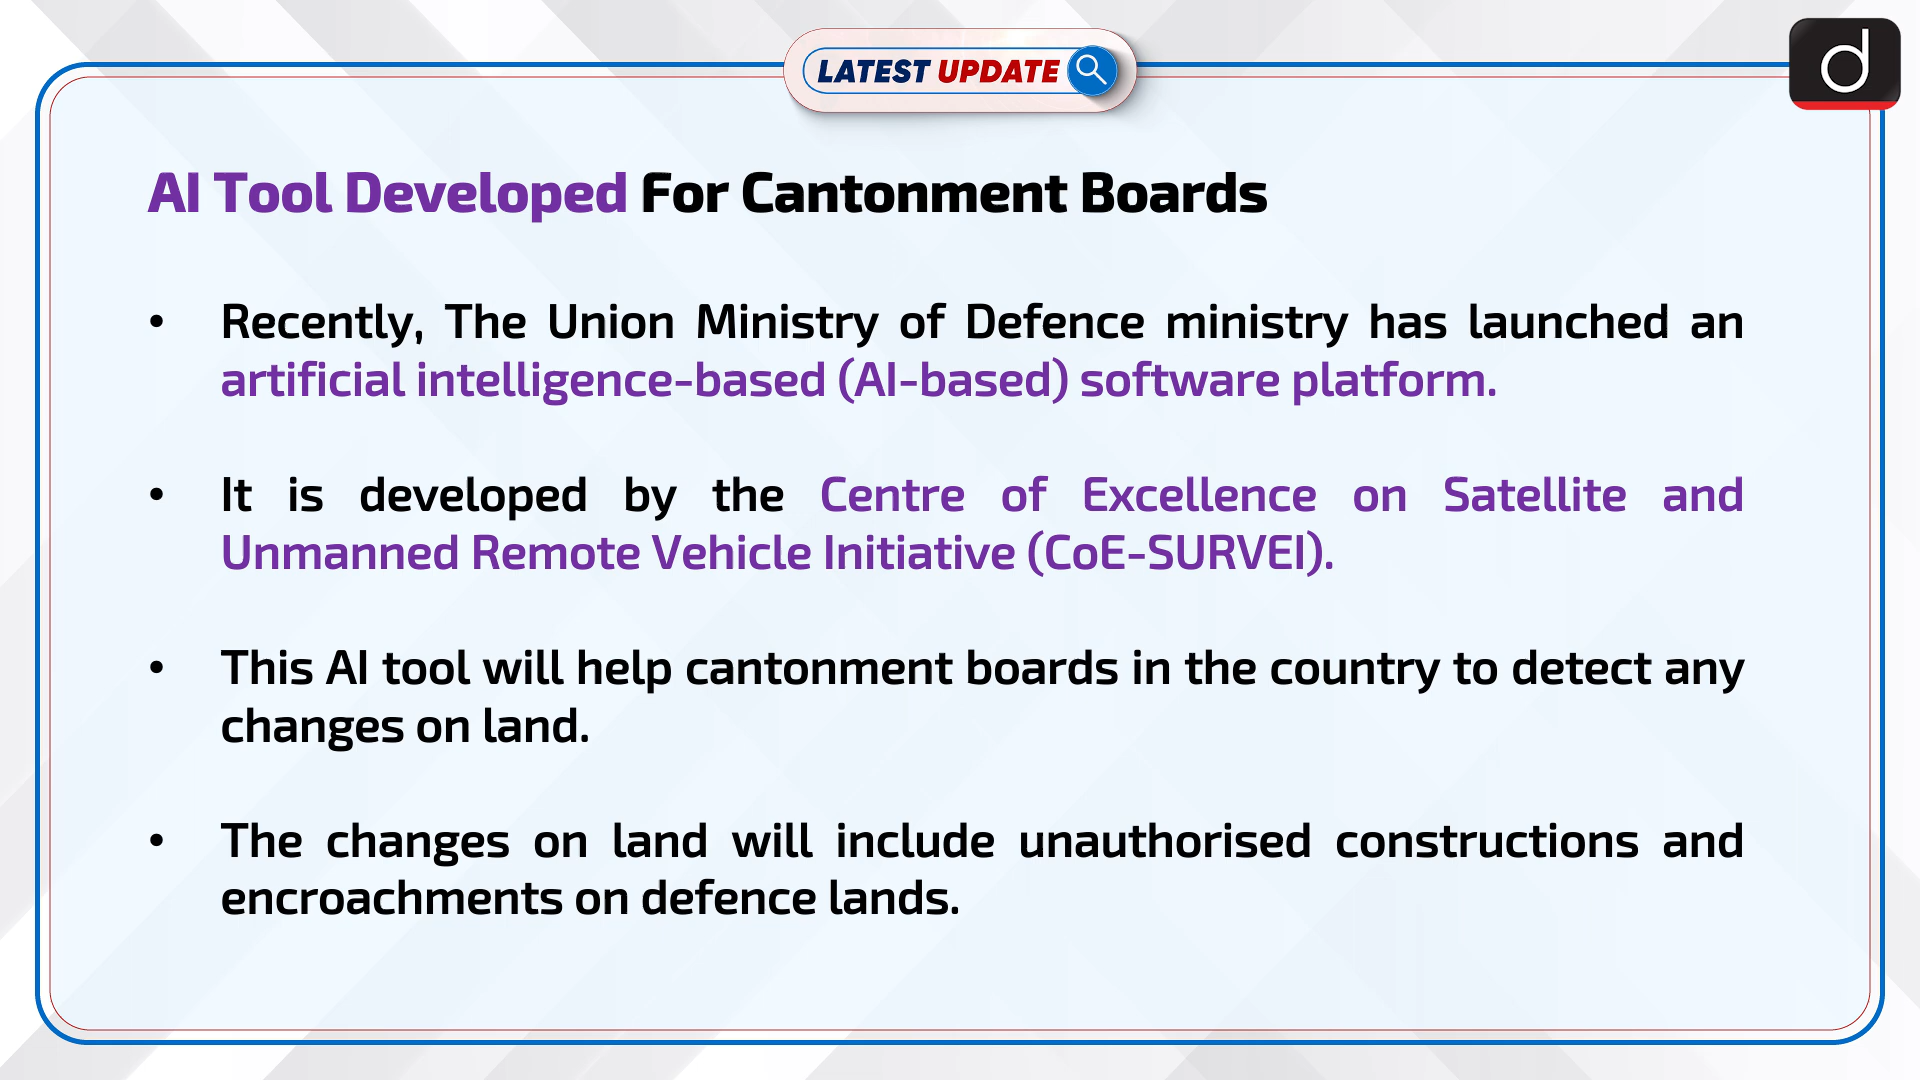 LATEST UPDATE
d
AI Tool Developed For Cantonment Boards
• Recently, The Union Ministry of Defence ministry has launched an
artificial intelligence-based (AI-based) software platform.
• It is developed by the Centre of Excellence on Satellite and
Unmanned Remote Vehicle Initiative (CoE-SURVEI).
• This AI tool will help cantonment boards in the country to detect any
changes on land.
• The changes on land will include unauthorised constructions and
encroachments on defence lands.